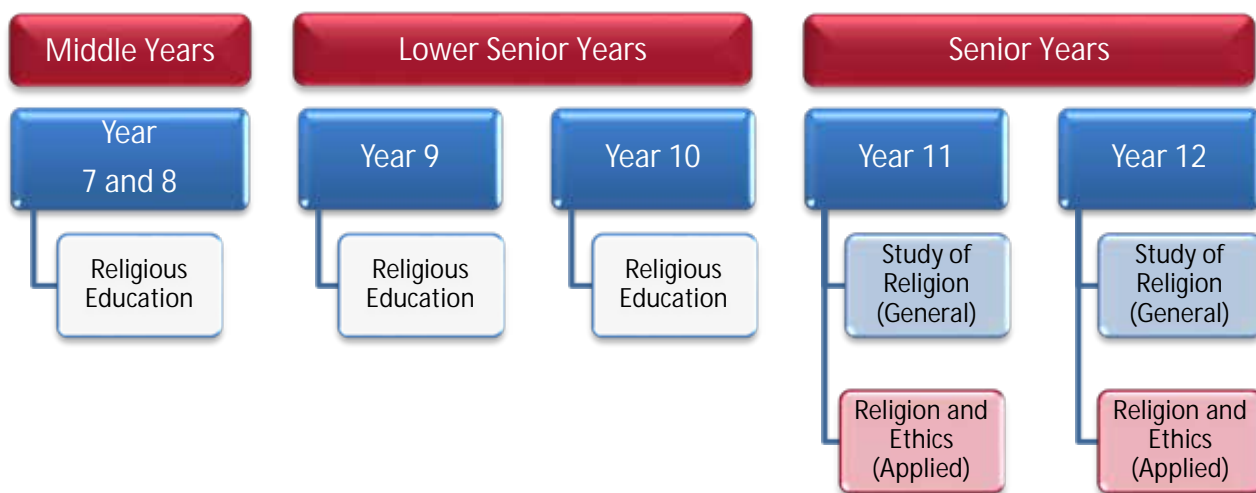 Middle Years
Lower Senior Years
Senior Years
Year
7 and 8
Year 9
Year 10
Year 11
Year 12
Religious
Education
Religious
Education
Religious
Education
Study of
Religion
(General)
Study of
Religion
(General)
Religion and
Ethics
(Applied)
Religion and
Ethics
(Applied)